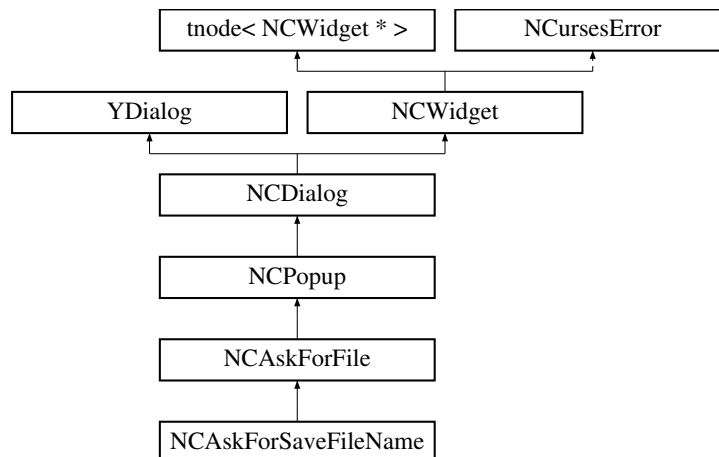 tnode< NCWidget * >
NCursesError
YDialog
NCWidget
NCDialog
NCPopup
NCAskForFile
NCAskForSaveFileName